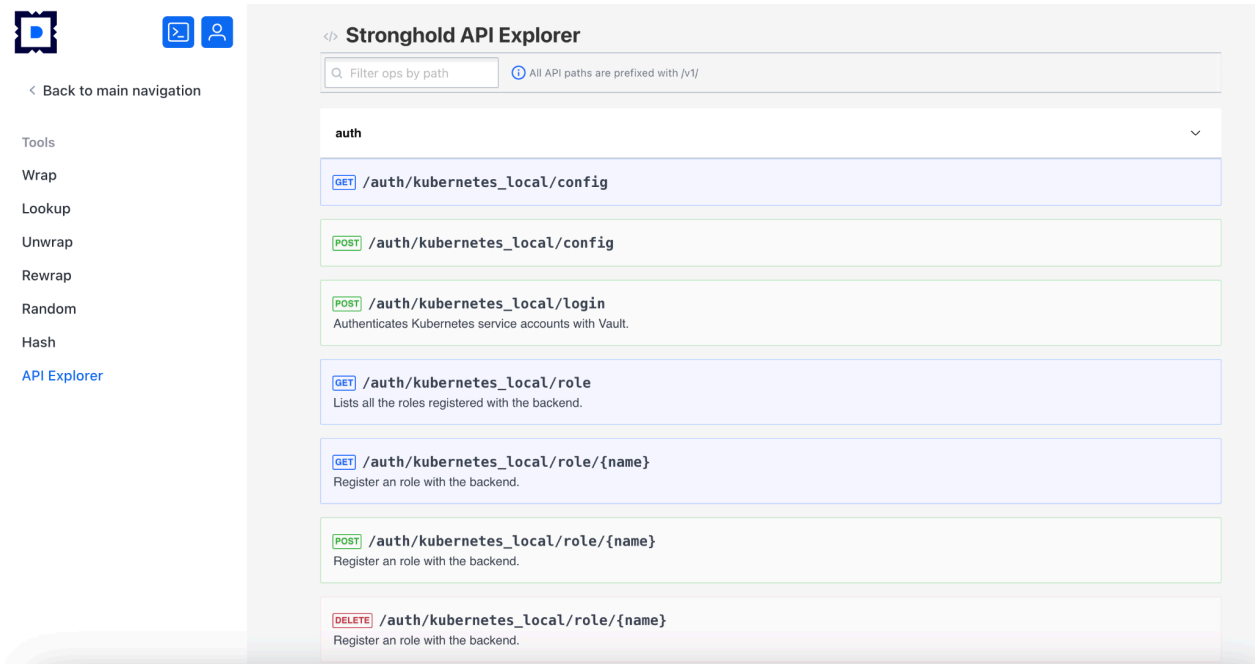 D
Back to main navigation
Tools
Wrap
Lookup
Unwrap
Rewrap
Random
Hash
API Explorer
</> Stronghold API Explorer
Filter ops by path
All API paths are prefixed with /v1/
auth
GET /auth/kubernetes_local/config
POST /auth/kubernetes_local/config
POST /auth/kubernetes_local/login
Authenticates Kubernetes service accounts with Vault.
GET /auth/kubernetes_local/role
Lists all the roles registered with the backend.
GET /auth/kubernetes_local/role/{name}
Register an role with the backend.
POST /auth/kubernetes_local/role/{name}
Register an role with the backend.
DELETE /auth/kubernetes_local/role/{name}
Register an role with the backend.